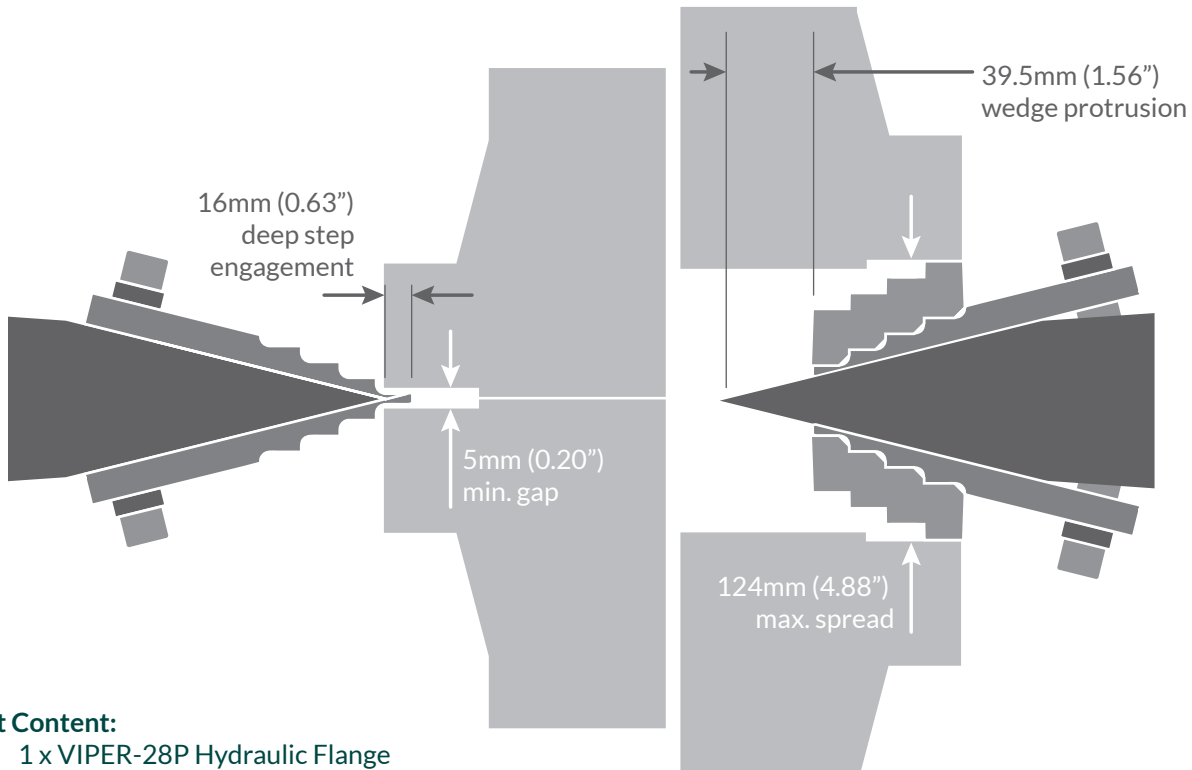 39.5mm (1.56”)
wedge protrusion
16mm (0.63”)
deep step
engagement
5mm (0.20”)
min. gap
124mm (4.88”)
max. spread
t Content:
1 x VIPER-28P Hydraulic Flange